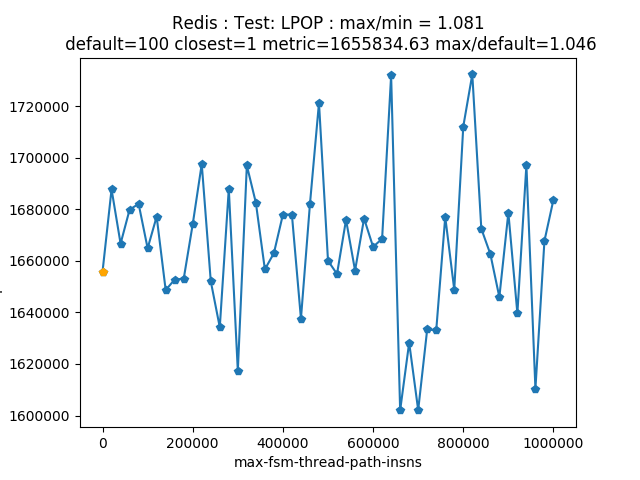 Redis : Test: LPOP : max/min = 1.081
default=100 closest=1 metric=1655834.63 max/default=1.046
1720000
1700000
1680000
1660000
1640000
1620000
1600000
0 200000 400000 600000 800000 1000000
max-fsm-thread-path-insns